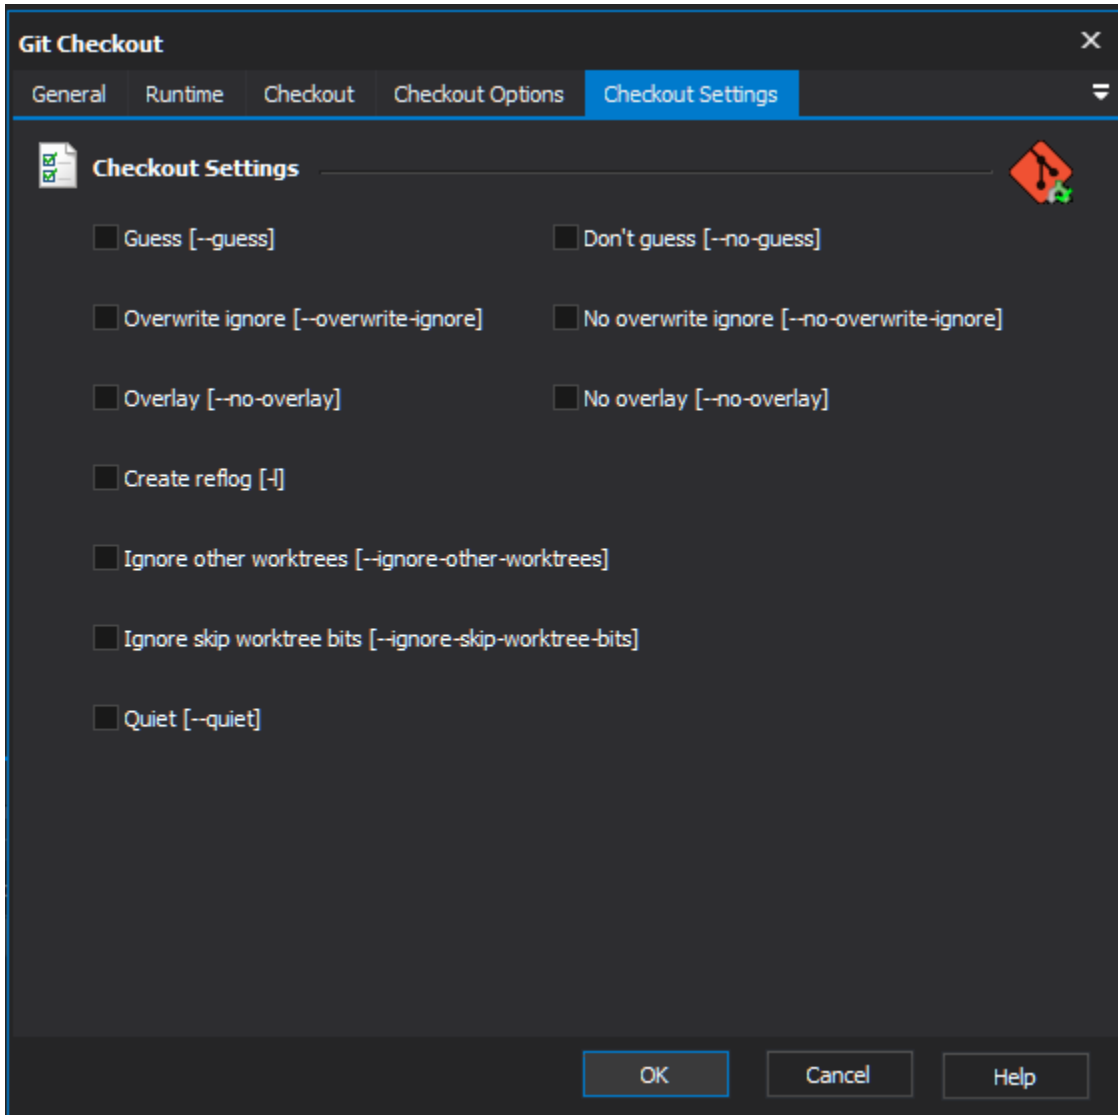 Git Checkout
General Runtime Checkout Checkout Options Checkout Settings
Checkout Settings
Guess [--guess] Don't guess [--no-guess]
Overwrite ignore [--overwrite-ignore] No overwrite ignore [--no-overwrite-ignore]
Overlay [--no-overlay] No overlay [--no-overlay]
Create reflog [-l]
Ignore other worktrees [--ignore-other-worktrees]
Ignore skip worktree bits [--ignore-skip-worktree-bits]
Quiet [--quiet]
OK Cancel Help